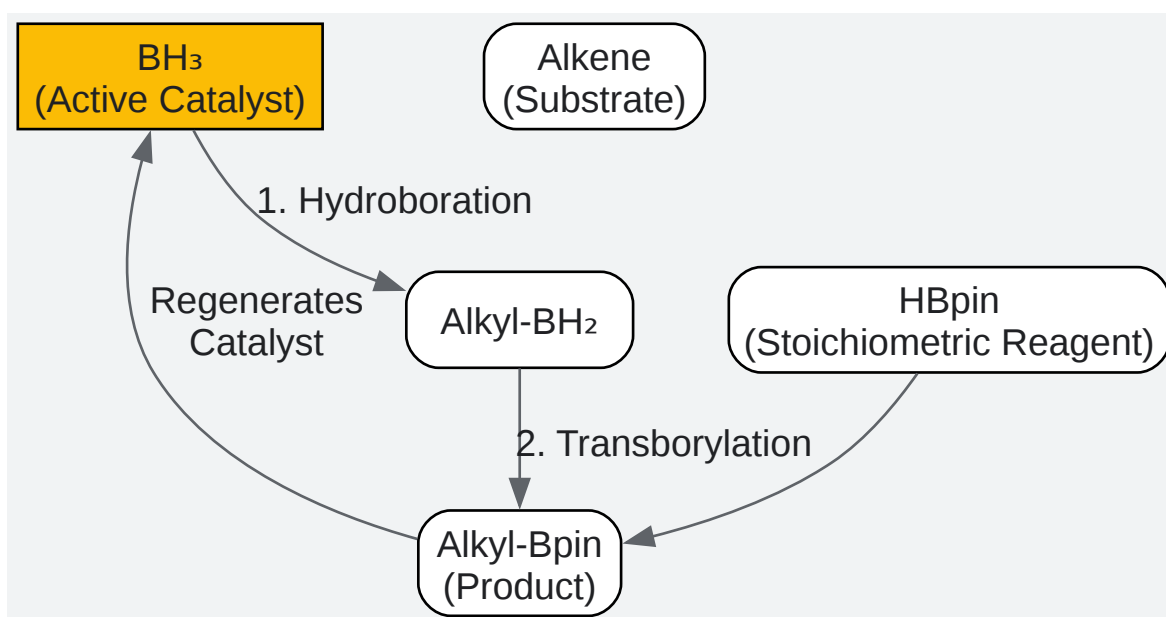 BH₃
(Active Catalyst)
Alkene
(Substrate)
1. Hydroboration
Regenerates
Catalyst
Alkyl-BH₂
HBpin
(Stoichiometric Reagent)
2. Transborylation
Alkyl-Bpin
(Product)